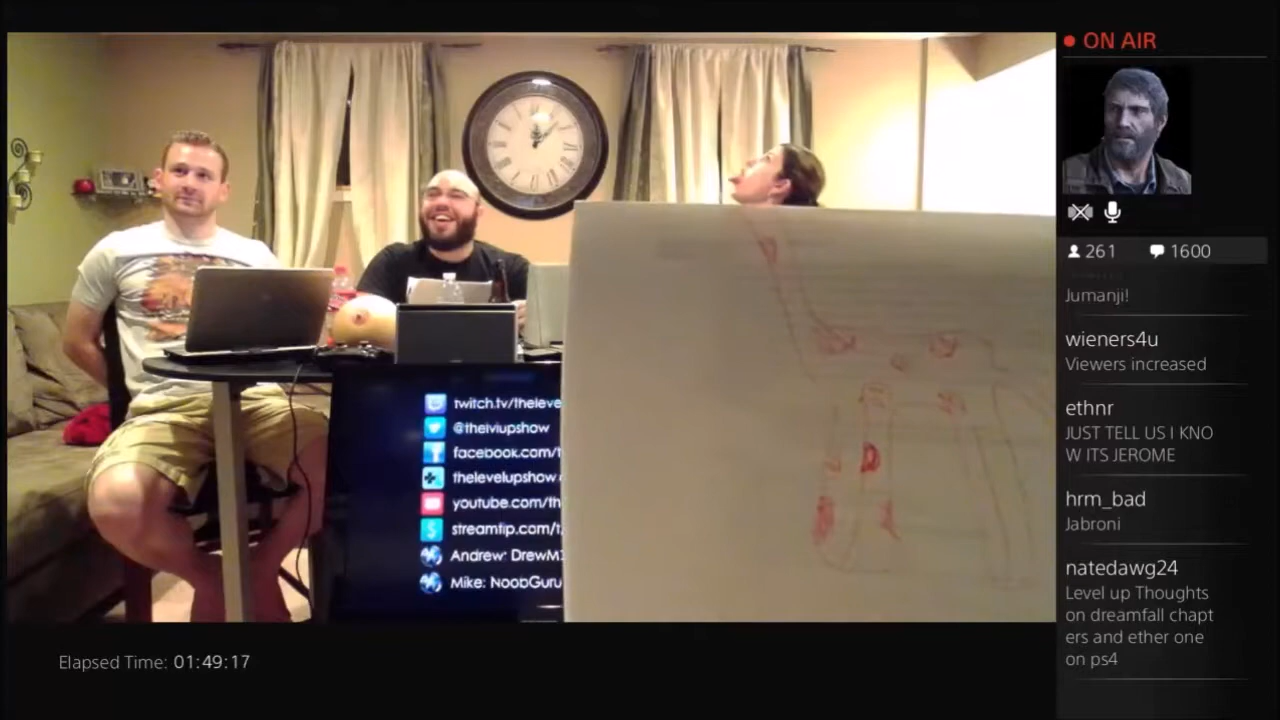 ON AIR
261 1600
Jumanji!
wieners4u
Viewers increased
ethnr
JUST TELL US I KNO
W ITS JEROME
hrm_bad
Jabroni
natedawg24
Level up Thoughts
on dreamfall chapt
ers and ether one
on ps4
twitch.tv/theleve
@thelvlupshow
facebook.com/t
thelevelupshow
youtube.com/th
streamtip.com/t
Andrew: DrewM
Mike: NoobGuru
Elapsed Time: 01:49:17